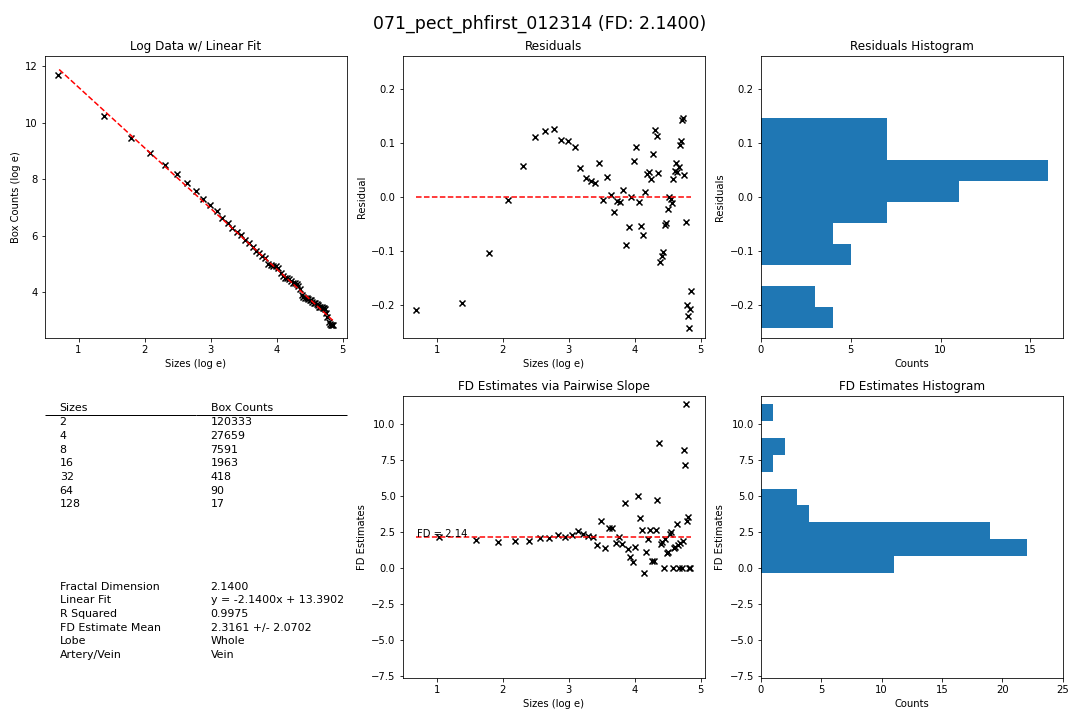 071_pect_phfirst_012314 (FD: 2.1400)
Log Data w/ Linear Fit
Box Counts (log e)
12
10
8
6
4
1 2 3 4 5
Sizes (log e)
Residuals
Residual
0.2
0.1
0.0
−0.1
−0.2
1 2 3 4 5
Sizes (log e)
Residuals Histogram
Residuals
0.2
0.1
0.0
−0.1
−0.2
0 5 10 15
Counts
Sizes Box Counts
2 120333
4 27659
8 7591
16 1963
32 418
64 90
128 17
Fractal Dimension 2.1400
Linear Fit y = -2.1400x + 13.3902
R Squared 0.9975
FD Estimate Mean 2.3161 +/- 2.0702
Lobe Whole
Artery/Vein Vein
FD Estimates via Pairwise Slope
FD Estimates
10.0
7.5
5.0
2.5
0.0
−2.5
−5.0
−7.5
FD = 2.14
1 2 3 4 5
Sizes (log e)
FD Estimates Histogram
FD Estimates
10.0
7.5
5.0
2.5
0.0
−2.5
−5.0
−7.5
0 5 10 15 20 25
Counts